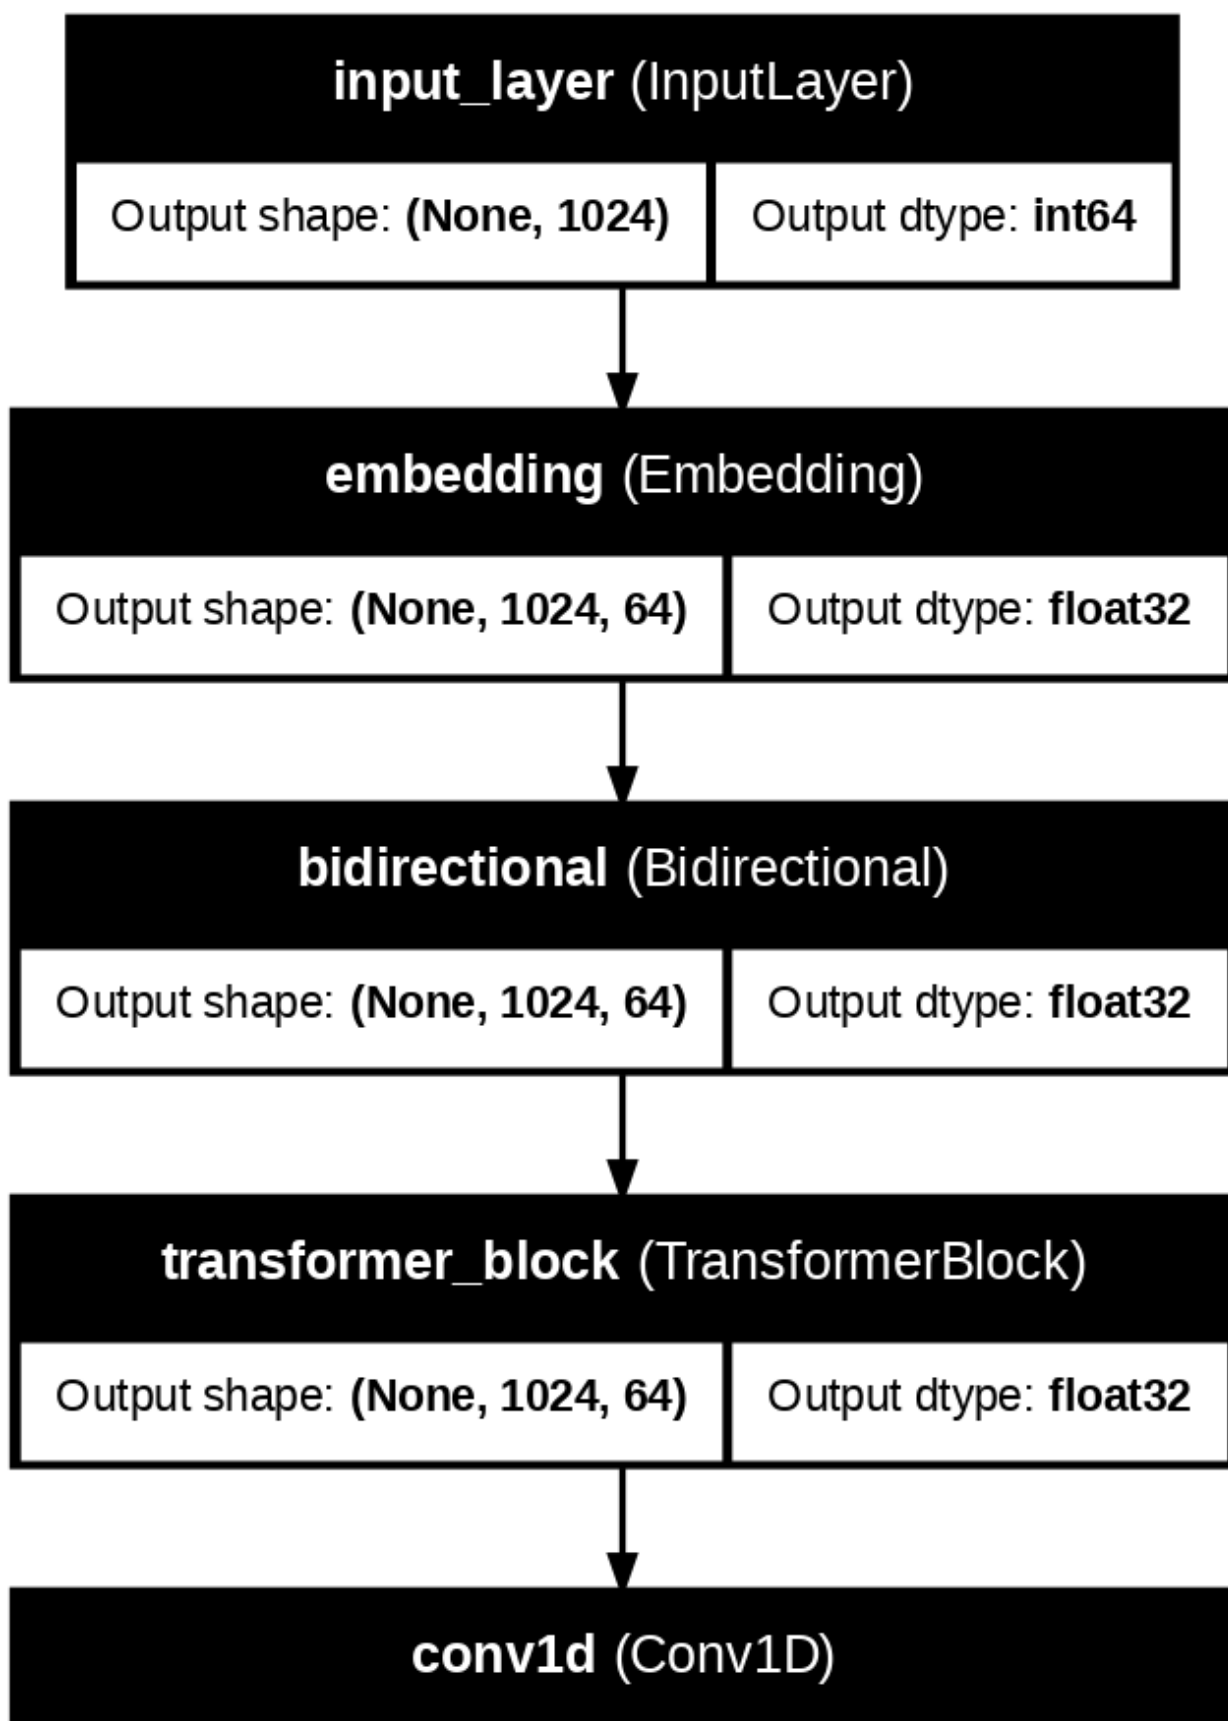 input_layer (InputLayer)
Output shape: (None, 1024) Output dtype: int64
embedding (Embedding)
Output shape: (None, 1024, 64) Output dtype: float32
bidirectional (Bidirectional)
Output shape: (None, 1024, 64) Output dtype: float32
transformer_block (TransformerBlock)
Output shape: (None, 1024, 64) Output dtype: float32
conv1d (Conv1D)